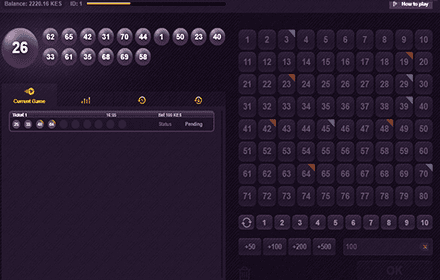 Balance: 2220.16 KES ID: 1 How to play
26
62 65 32 31 70 44 1 50 23 40
33 61 35 68 58
Current Game
Ticket 1 Bet 100 KES
Status Pending
1 2 3 4 5 6 7 8 9 10
11 12 13 14 15 16 17 18 19 20
21 22 23 24 25 26 27 28 29 30
31 32 33 34 35 36 37 38 39 40
41 42 43 44 45 46 47 48 49 50
51 52 53 54 55 56 57 58 59 60
61 62 63 64 65 66 67 68 69 70
71 72 73 74 75 76 77 78 79 80
1 2 3 4 5 6 7 8 9 10
+50 +100 +200 +500 100
OK